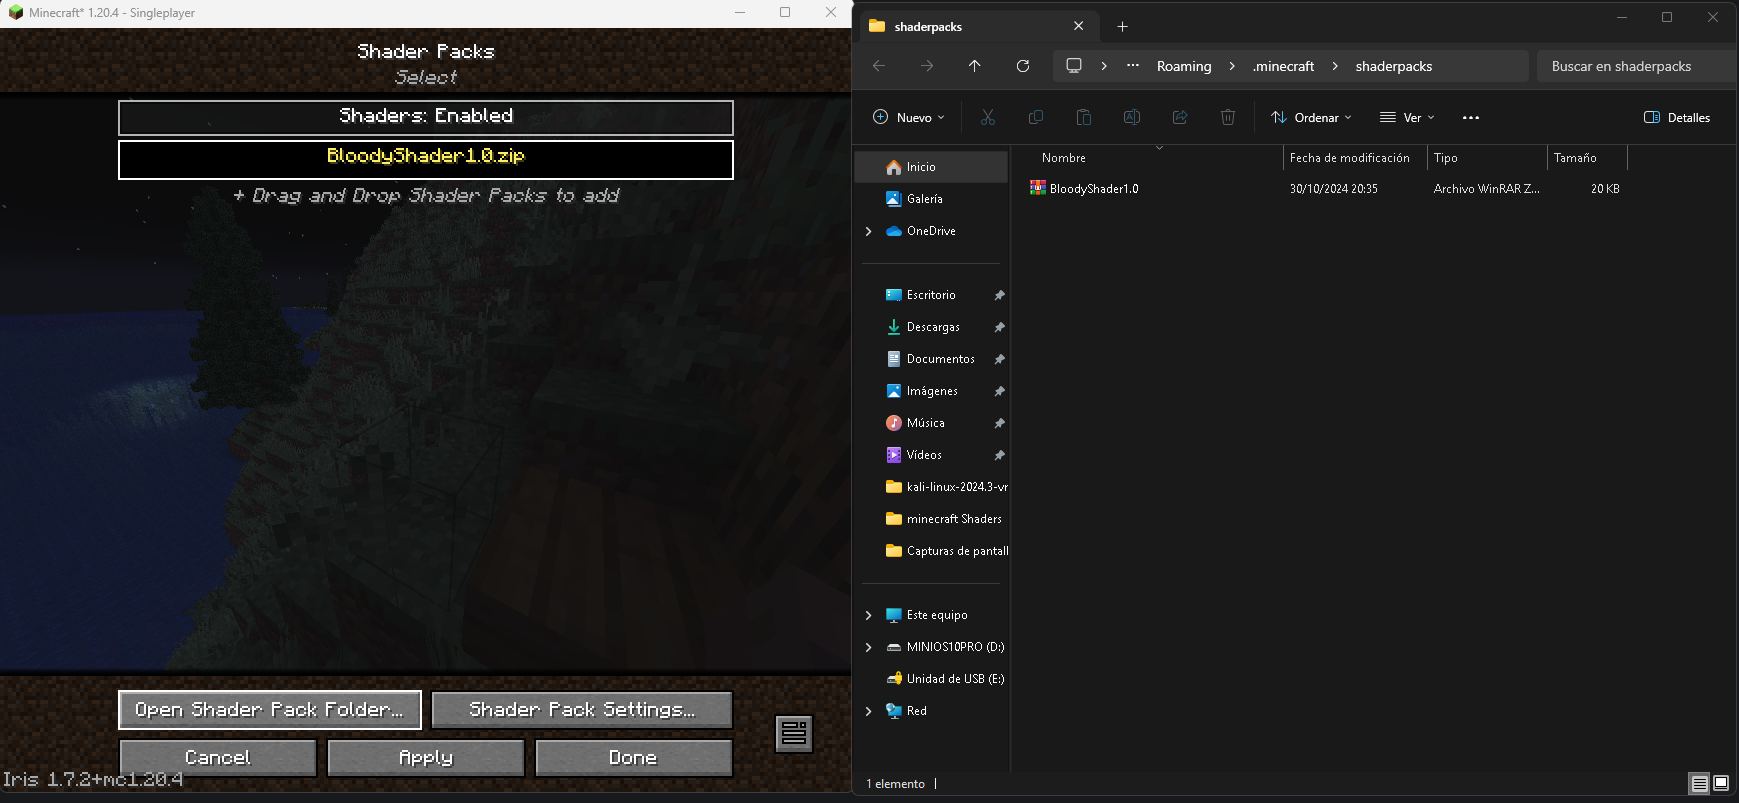 Minecraft* 1.20.4 - Singleplayer
Shader Packs
Select
Shaders: Enabled
BloodyShader1.0.zip
+ Drag and Drop Shader Packs to add
Open Shader Pack Folder...
Shader Pack Settings...
Cancel
Apply
Done
Iris 1.7.2+mc1.20.4
shaderpacks
Roaming
.minecraft
shaderpacks
Buscar en shaderpacks
Nuevo
Ordenar
Ver
Detalles
Inicio
Galería
OneDrive
Escritorio
Descargas
Documentos
Imágenes
Música
Vídeos
kali-linux-2024.3-vr
minecraft Shaders
Capturas de pantall
Este equipo
MINIOS10PRO (D:)
Unidad de USB (E:)
Red
Nombre Fecha de modificación Tipo Tamaño
BloodyShader1.0 30/10/2024 20:35 Archivo WinRAR Z... 20 KB
1 elemento